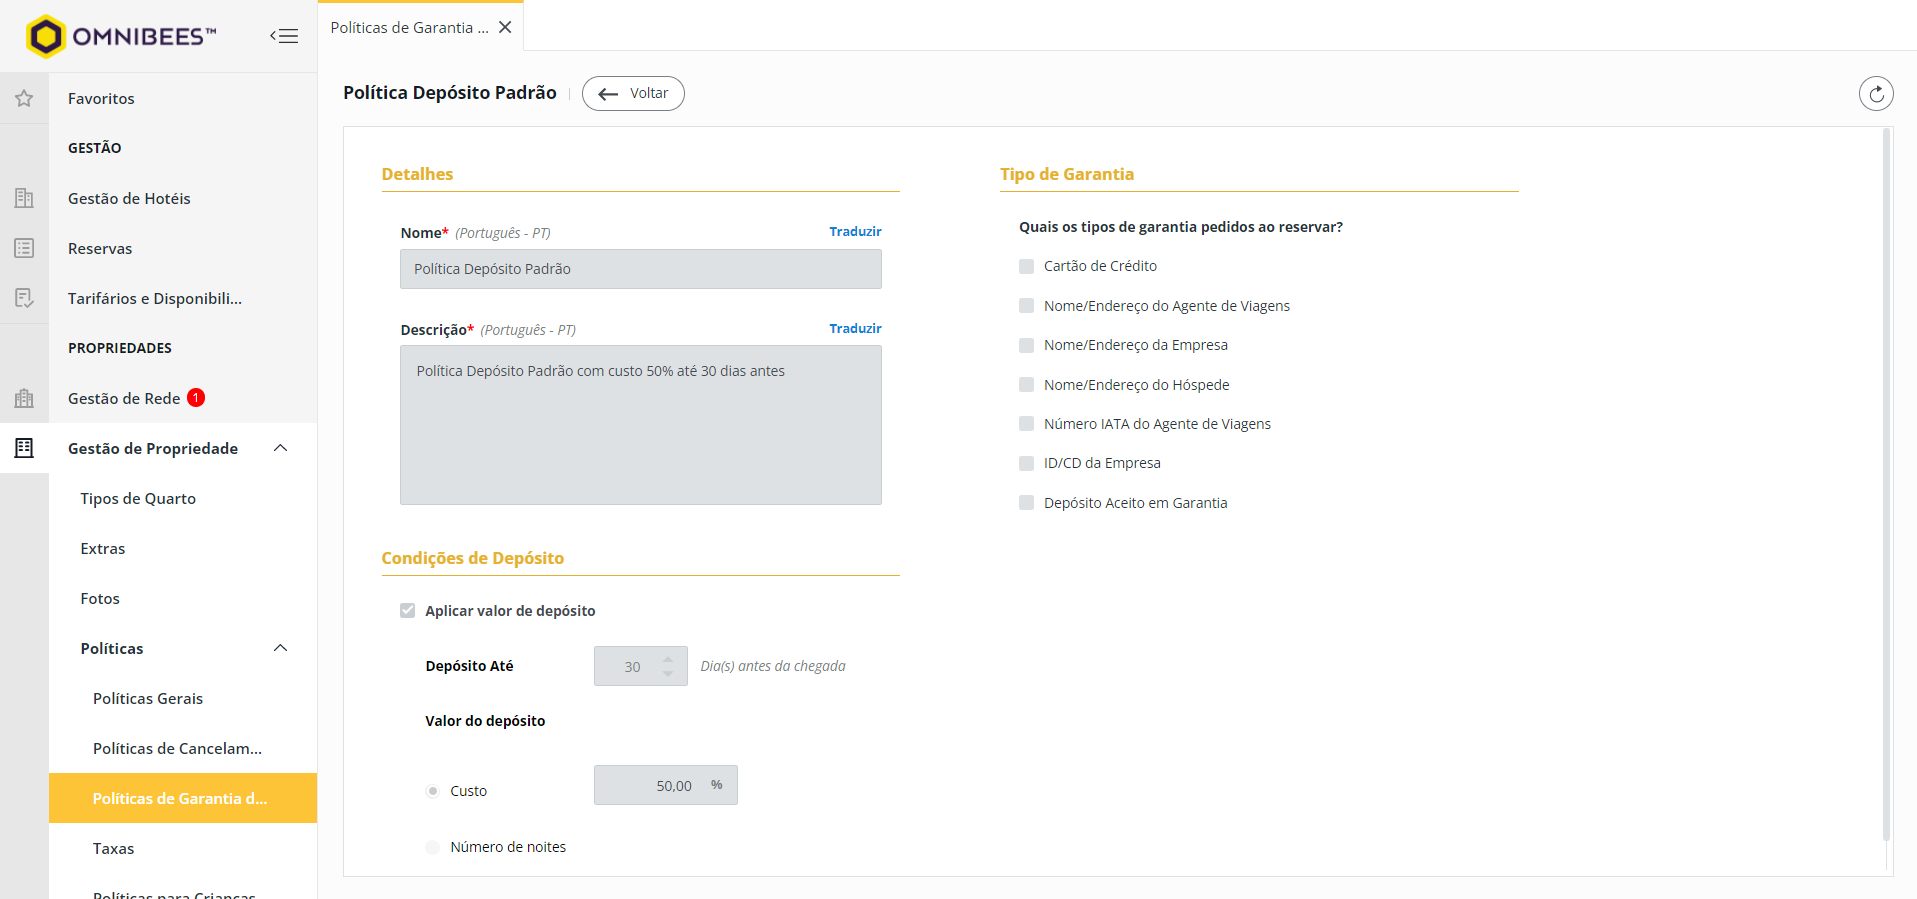 OMNIBEES™
Favoritos
GESTÃO
Gestão de Hotéis
Reservas
Tarifários e Disponibili...
PROPRIEDADES
Gestão de Rede 1
Gestão de Propriedade
Tipos de Quarto
Extras
Fotos
Políticas
Políticas Gerais
Políticas de Cancelam...
Políticas de Garantia d...
Taxas
Políticas para Crianças
Políticas de Garantia ...
Política Depósito Padrão
Voltar
Detalhes
Nome* (Português - PT) Traduzir
Política Depósito Padrão
Descrição* (Português - PT) Traduzir
Política Depósito Padrão com custo 50% até 30 dias antes
Condições de Depósito
Aplicar valor de depósito
Depósito Até 30 Dia(s) antes da chegada
Valor do depósito
Custo 50,00 %
Número de noites
Tipo de Garantia
Quais os tipos de garantia pedidos ao reservar?
Cartão de Crédito
Nome/Endereço do Agente de Viagens
Nome/Endereço da Empresa
Nome/Endereço do Hóspede
Número IATA do Agente de Viagens
ID/CD da Empresa
Depósito Aceito em Garantia